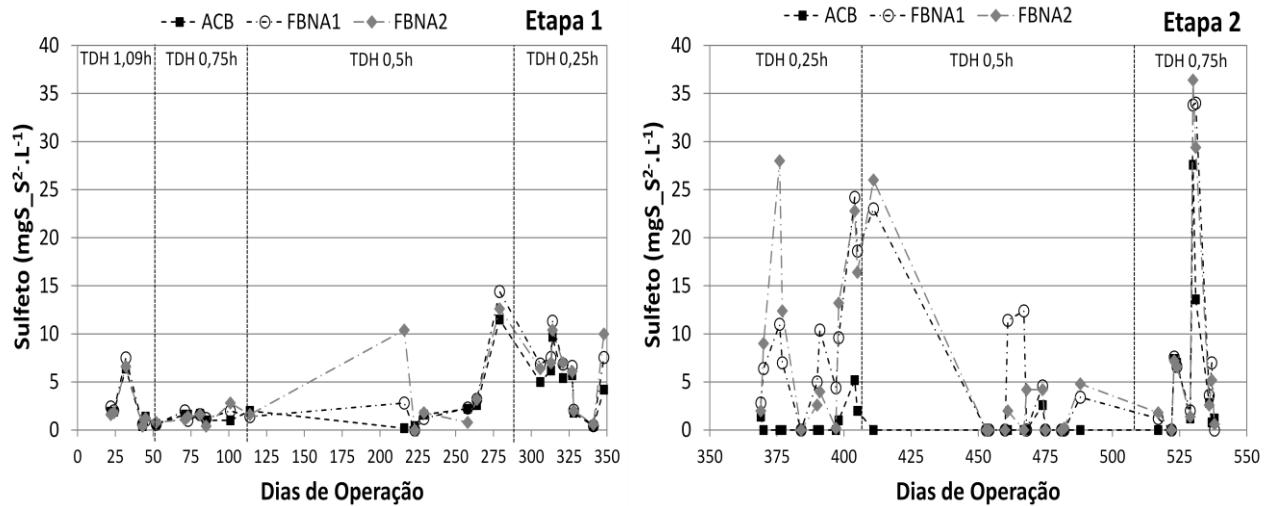 ACB FBNA1 FBNA2 Etapa 1
TDH 1,09h TDH 0,75h TDH 0,5h TDH 0,25h
Sulfeto (mgS_S²⁻.L⁻¹)
40
35
30
25
20
15
10
5
0
0 25 50 75 100 125 150 175 200 225 250 275 300 325 350
Dias de Operação
ACB FBNA1 FBNA2 Etapa 2
TDH 0,25h TDH 0,5h TDH 0,75h
Sulfeto (mgS_S²⁻.L⁻¹)
40
35
30
25
20
15
10
5
0
350 375 400 425 450 475 500 525 550
Dias de Operação